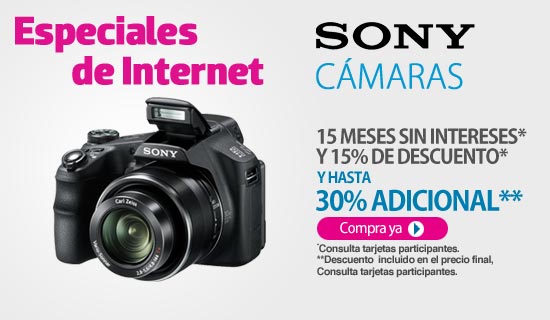 Especiales
de Internet
SONY
CÁMARAS
15 MESES SIN INTERESES*
Y 15% DE DESCUENTO*
Y HASTA
30% ADICIONAL**
Compra ya
*Consulta tarjetas participantes.
**Descuento incluido en el precio final,
Consulta tarjetas participantes.
SONY
Carl Zeiss